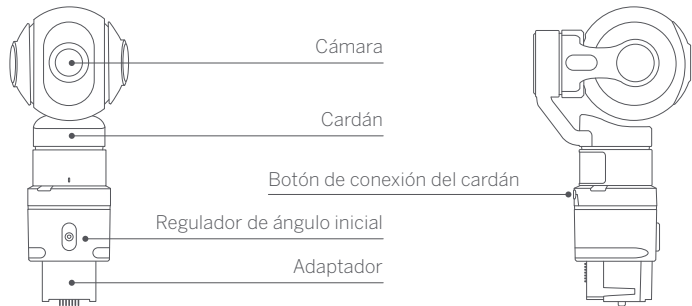 Cámara
Cardán
Botón de conexión del cardán
Regulador de ángulo inicial
Adaptador